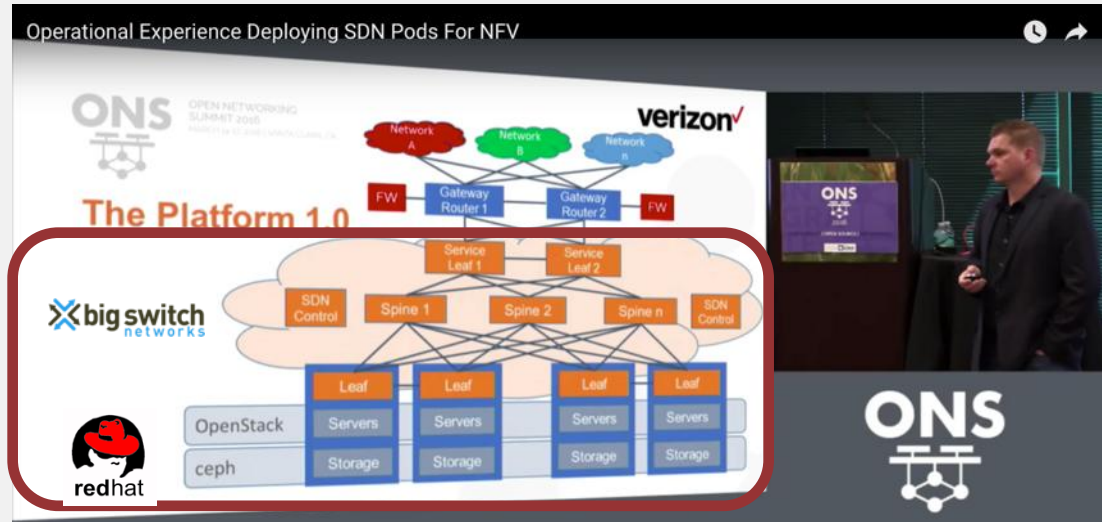 Operational Experience Deploying SDN Pods For NFV
ONS
OPEN NETWORKING
SUMMIT 2016
verizon
Network
A
Network
B
Network
n
FW
Gateway
Router 1
Gateway
Router 2
FW
The Platform 1.0
Service
Leaf 1
Service
Leaf 2
big switch
networks
SDN
Control
Spine 1
Spine 2
Spine n
SDN
Control
Leaf
Leaf
Leaf
Leaf
OpenStack
Servers
Servers
Servers
Servers
ceph
Storage
Storage
Storage
Storage
redhat
ONS
2016
ONS